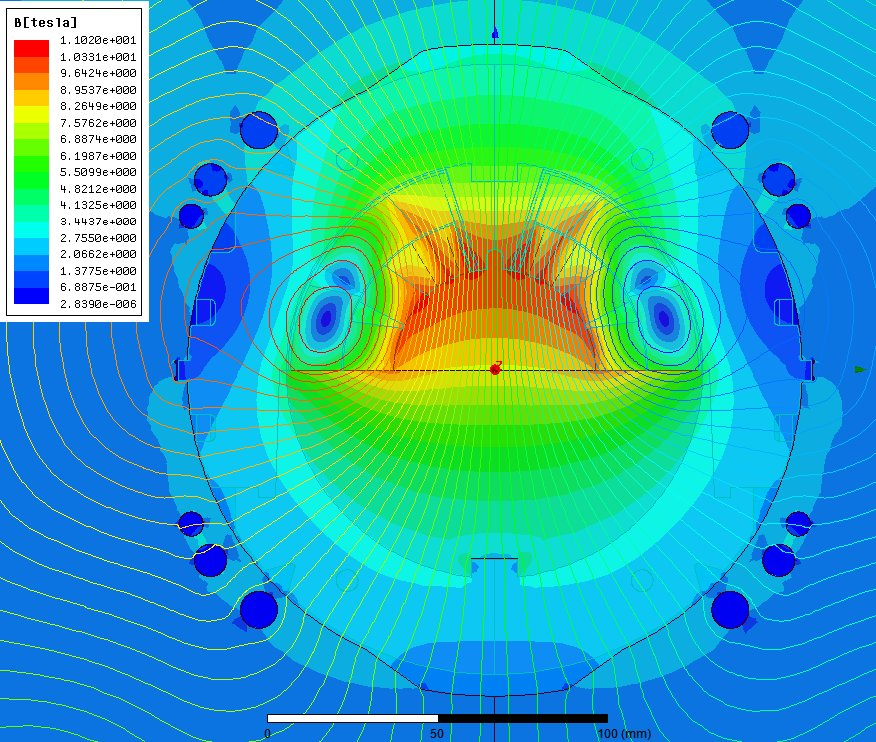 B[tesla]
1.1020e+001
1.0331e+001
9.6424e+000
8.9537e+000
8.2649e+000
7.5762e+000
6.8874e+000
6.1987e+000
5.5099e+000
4.8212e+000
4.1325e+000
3.4437e+000
2.7550e+000
2.0662e+000
1.3775e+000
6.8875e-001
2.8390e-006
0 50 100 (mm)